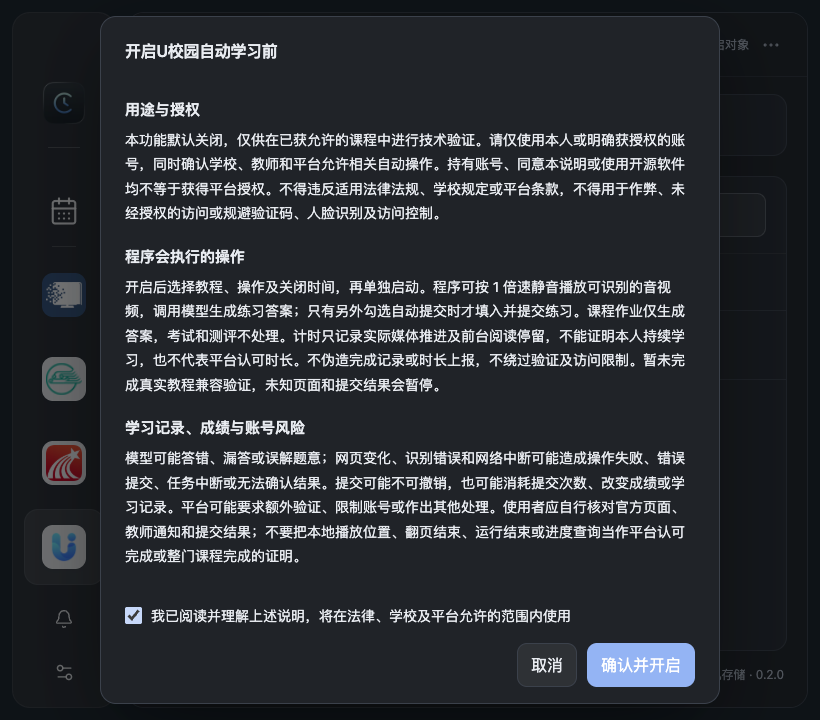 开启U校园自动学习前
对象
用途与授权
本功能默认关闭，仅供在已获允许的课程中进行技术验证。请仅使用本人或明确获授权的账
号，同时确认学校、教师和平台允许相关自动操作。持有账号、同意本说明或使用开源软件
均不等于获得平台授权。不得违反适用法律法规、学校规定或平台条款，不得用于作弊、未
经授权的访问或规避验证码、人脸识别及访问控制。
程序会执行的操作
开启后选择教程、操作及关闭时间，再单独启动。程序可按 1 倍速静音播放可识别的音视
频，调用模型生成练习答案；只有另外勾选自动提交时才填入并提交练习。课程作业仅生成
答案，考试和测评不处理。计时只记录实际媒体推进及前台阅读停留，不能证明本人持续学
习，也不代表平台认可时长。不伪造完成记录或时长上报，不绕过验证及访问限制。暂未完
成真实教程兼容验证，未知页面和提交结果会暂停。
学习记录、成绩与账号风险
模型可能答错、漏答或误解题意；网页变化、识别错误和网络中断可能造成操作失败、错误
提交、任务中断或无法确认结果。提交可能不可撤销，也可能消耗提交次数、改变成绩或学
习记录。平台可能要求额外验证、限制账号或作出其他处理。使用者应自行核对官方页面、
教师通知和提交结果；不要把本地播放位置、翻页结束、运行结束或进度查询当作平台认可
完成或整门课程完成的证明。
我已阅读并理解上述说明，将在法律、学校及平台允许的范围内使用
取消
确认并开启
存储 · 0.2.0